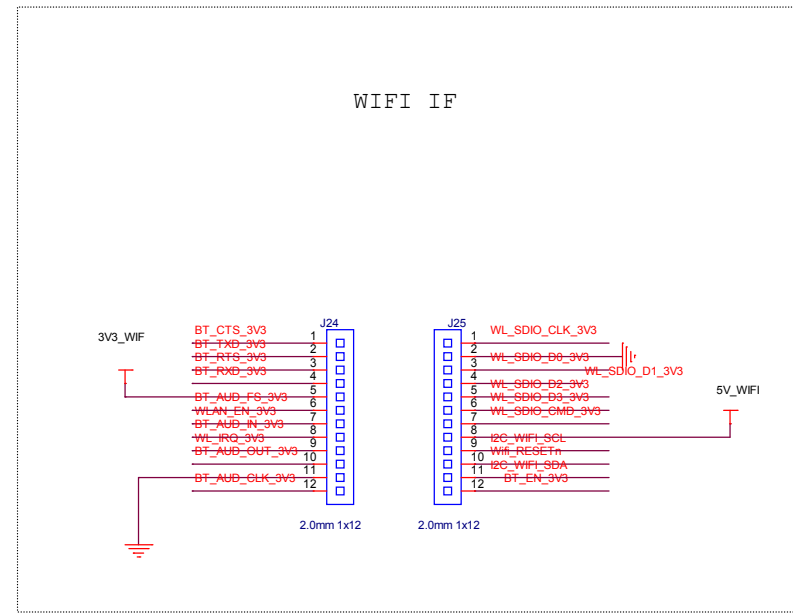 WIFI IF
3V3_WIF
J24
BT_CTS_3V3
1
BT_TXD_3V3
2
BT_RTS_3V3
3
BT_RXD_3V3
4
5
BT_AUD_FS_3V3
6
WLAN_EN_3V3
7
BT_AUD_IN_3V3
8
WL_IRQ_3V3
9
BT_AUD_OUT_3V3
10
11
BT_AUD_CLK_3V3
12
2.0mm 1x12
J25
1
WL_SDIO_CLK_3V3
2
3
WL_SDIO_D0_3V3
4
WL_SDIO_D1_3V3
5
WL_SDIO_D2_3V3
6
WL_SDIO_D3_3V3
7
WL_SDIO_CMD_3V3
8
9
I2C_WIFI_SCL
10
Wifi_RESETn
11
I2C_WIFI_SDA
12
BT_EN_3V3
2.0mm 1x12
5V_WIFI